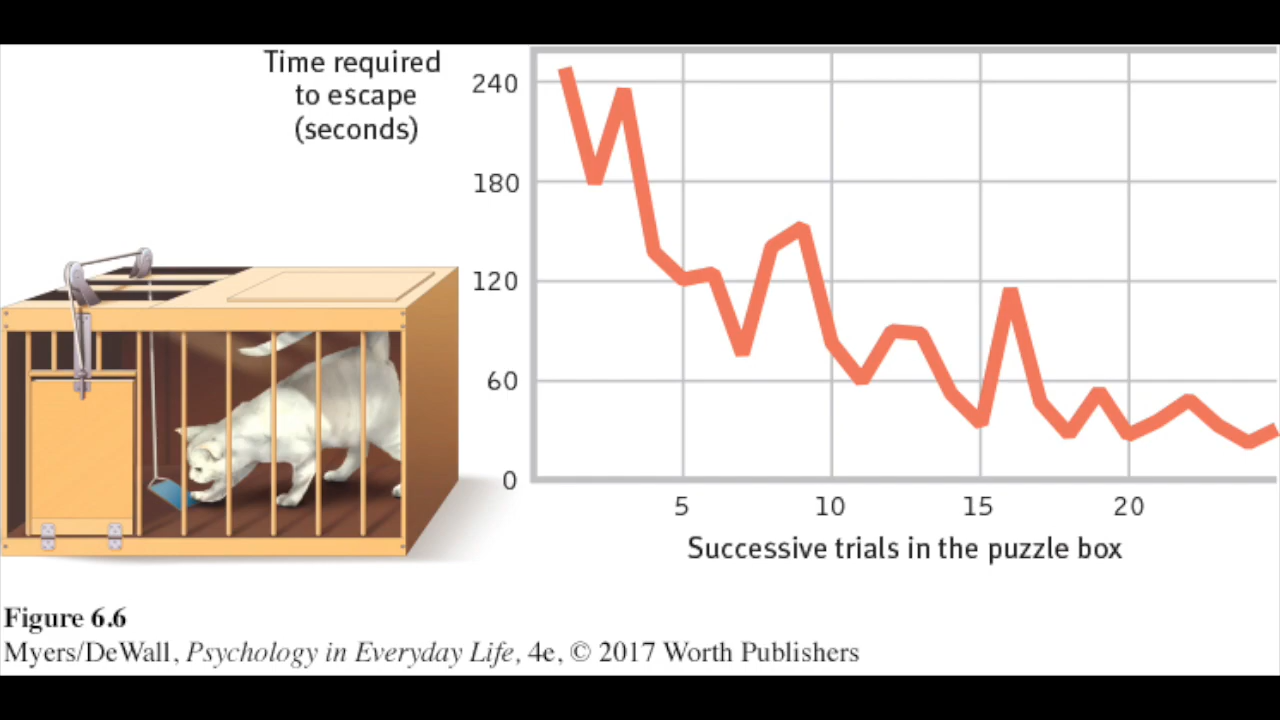 Time required
to escape
(seconds)
240
180
120
60
0
5 10 15 20
Successive trials in the puzzle box
Figure 6.6
Myers/DeWall, Psychology in Everyday Life, 4e, © 2017 Worth Publishers